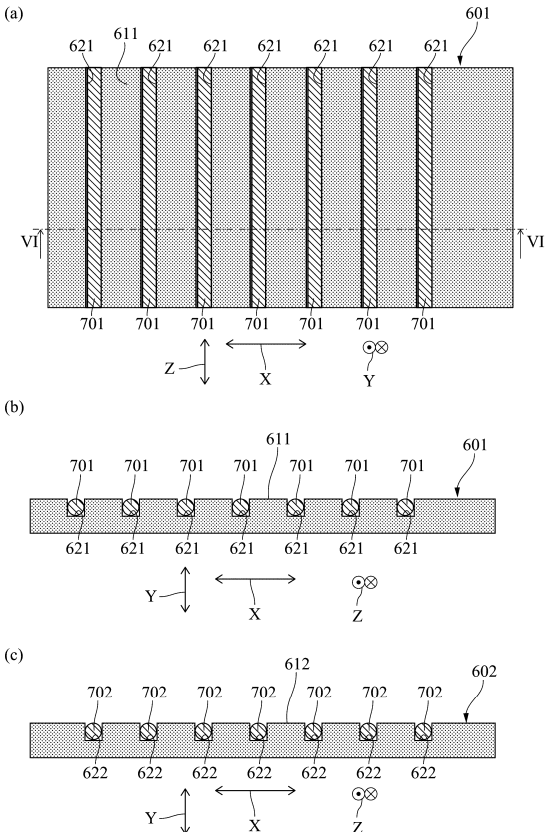 (a)
601
621 611 621 621 621 621 621 621
VI VI
701 701 701 701 701 701 701
Z X Y
(b)
611 601
701 701 701 701 701 701 701
621 621 621 621 621 621 621
Y X Z
(c)
612 602
702 702 702 702 702 702 702
622 622 622 622 622 622 622
Y X Z